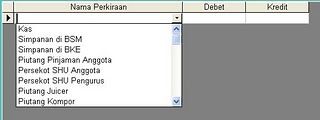 Nama Perkiraan Debet Kredit
Kas
Simpanan di BSM
Simpanan di BKE
Piutang Pinjaman Anggota
Persekot SHU Anggota
Persekot SHU Pengurus
Piutang Juicer
Piutang Kompor